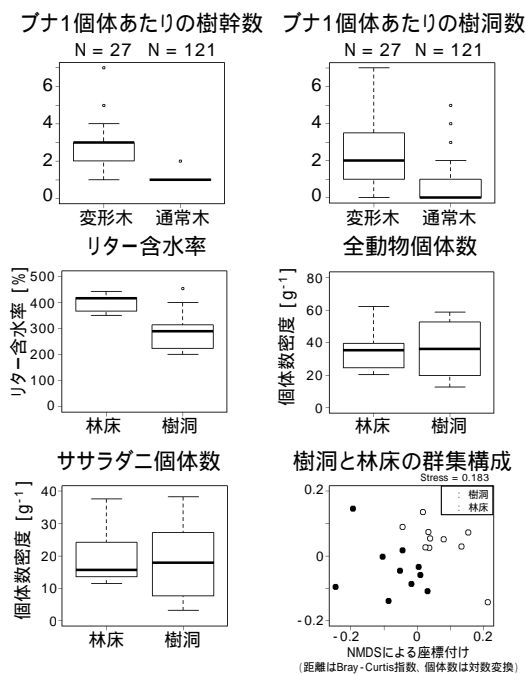 ブナ1個体あたりの樹幹数
N = 27 N = 121
6
4
2
0
変形木 通常木
ブナ1個体あたりの樹洞数
N = 27 N = 121
6
4
2
0
変形木 通常木
リター含水率
リター含水率 [%]
500
400
300
200
100
0
林床 樹洞
全動物個体数
個体数密度 [g-1]
80
60
40
20
0
林床 樹洞
ササラダニ個体数
個体数密度 [g-1]
40
30
20
10
0
林床 樹洞
樹洞と林床の群集構成
Stress = 0.183
: 樹洞
: 林床
0.2
0
-0.2
-0.2 0 0.2
NMDSによる座標付け
(距離はBray-Curtis指数、個体数は対数変換)